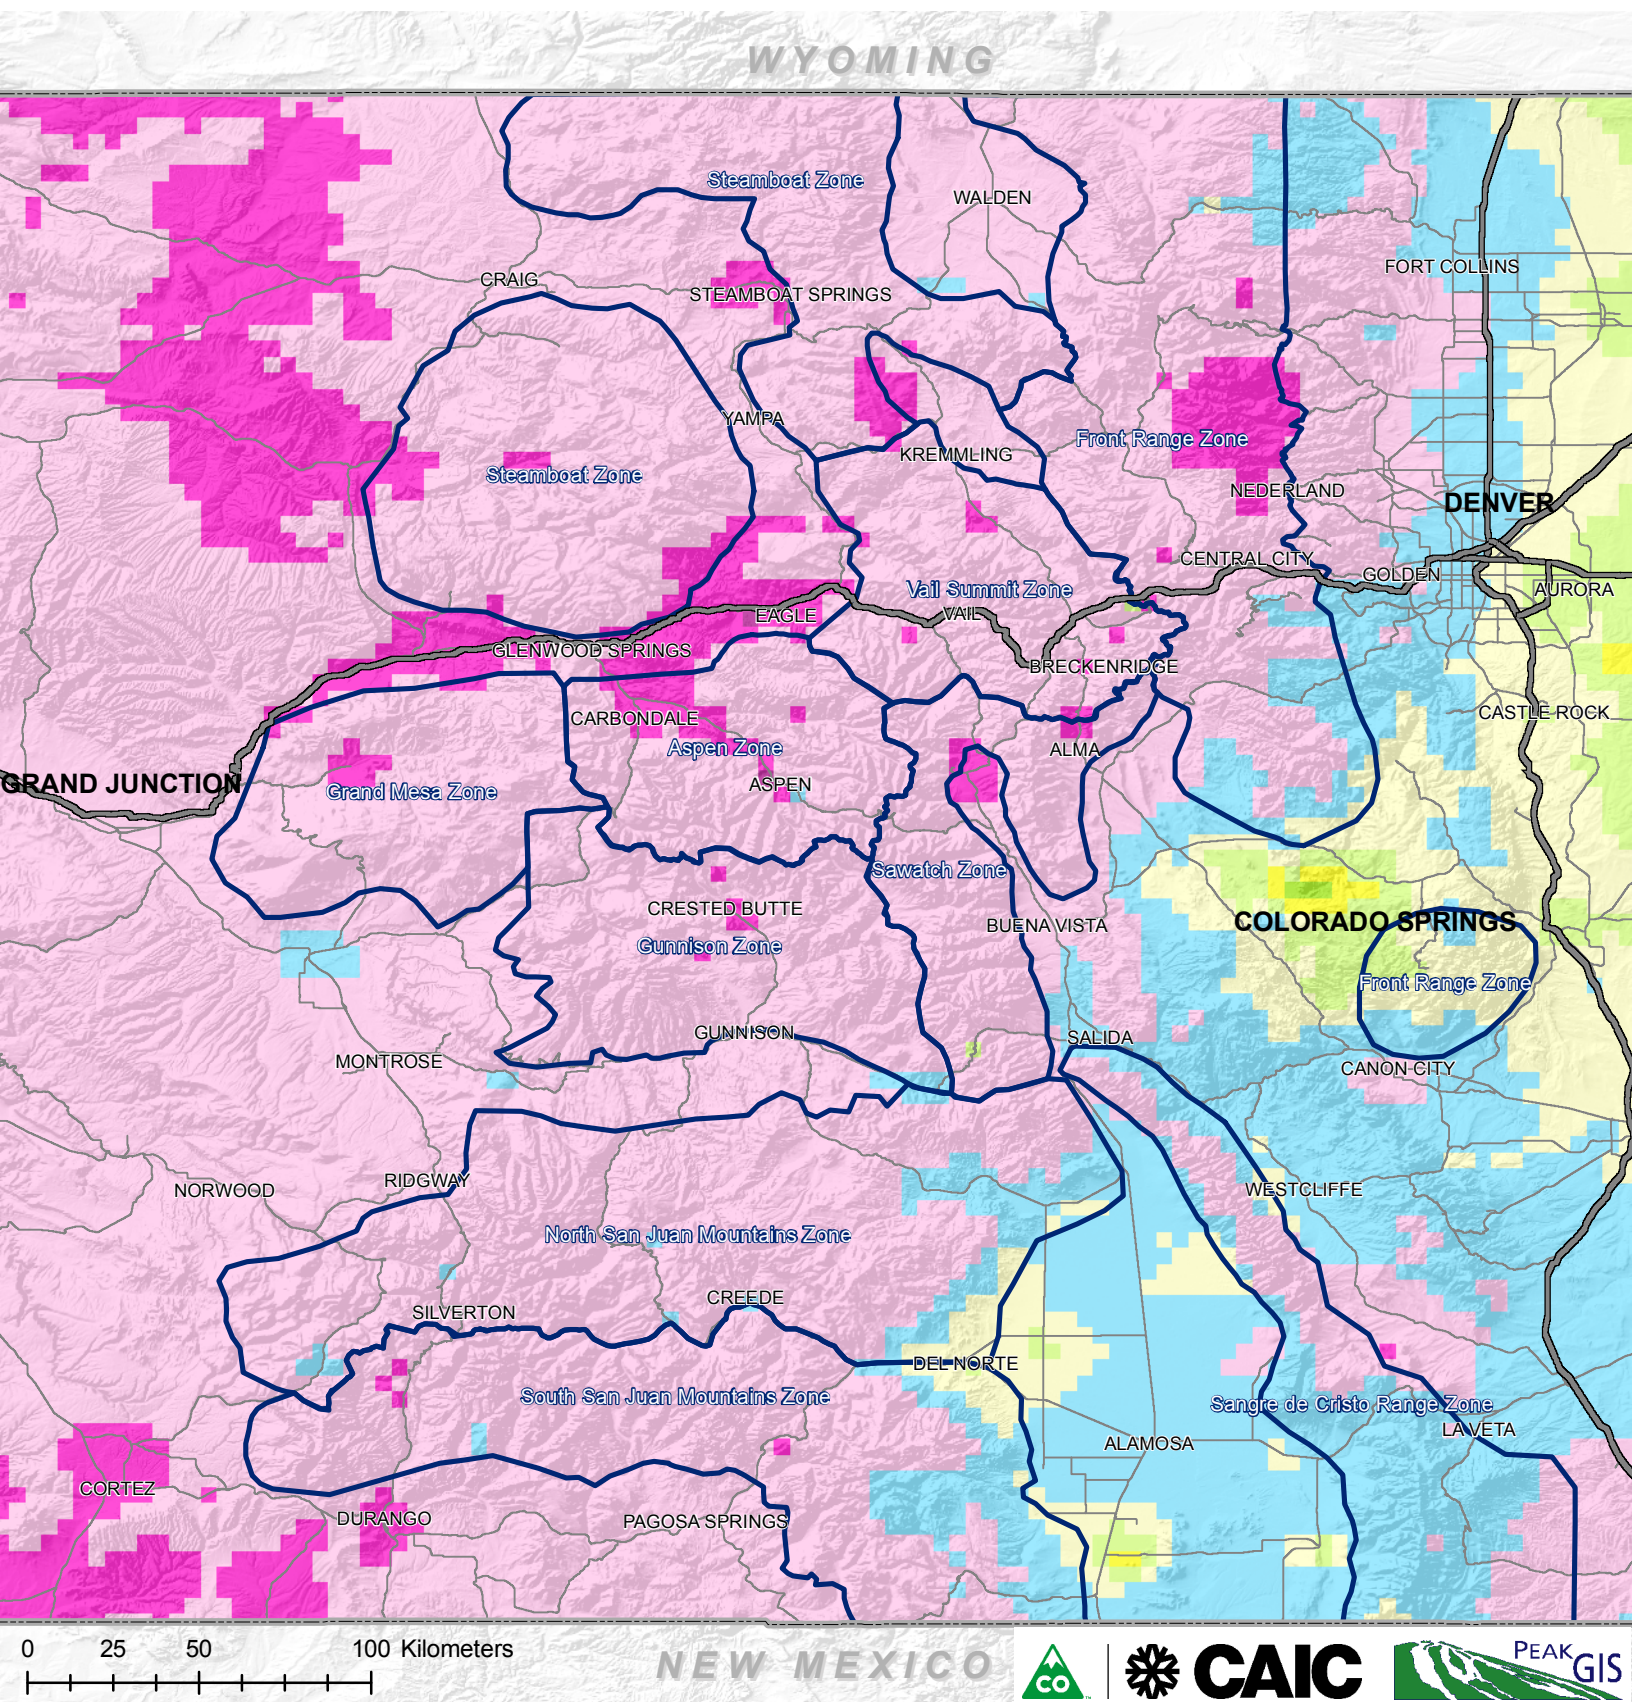 WYOMING
Steamboat Zone
WALDEN
FORT COLLINS
CRAIG
STEAMBOAT SPRINGS
YAMPA
Front Range Zone
KREMMLING
Steamboat Zone
NEDERLAND
DENVER
CENTRAL CITY
GOLDEN
AURORA
Vail Summit Zone
EAGLE
VAIL
GLENWOOD SPRINGS
BRECKENRIDGE
CARBONDALE
CASTLE ROCK
Aspen Zone
ALMA
GRAND JUNCTION
ASPEN
Grand Mesa Zone
Sawatch Zone
CRESTED BUTTE
BUENA VISTA
COLORADO SPRINGS
Gunnison Zone
Front Range Zone
GUNNISON
SALIDA
MONTROSE
CANON CITY
RIDGWAY
NORWOOD
WESTCLIFFE
North San Juan Mountains Zone
CREEDE
SILVERTON
DEL NORTE
South San Juan Mountains Zone
Sangre de Cristo Range Zone
LA VETA
ALAMOSA
CORTEZ
DURANGO
PAGOSA SPRINGS
0 25 50 100 Kilometers
NEW MEXICO
CO
CAIC
PEAK GIS